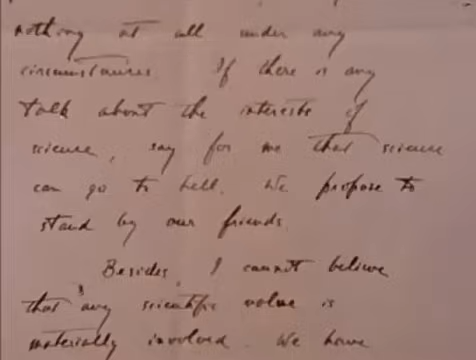 nothing at all under any
circumstances. If there is any
talk about the interests of
science, say for me that science
can go to hell. We propose to
stand by our friends.
Besides, I cannot believe
that any scientific value is
materially involved. We have